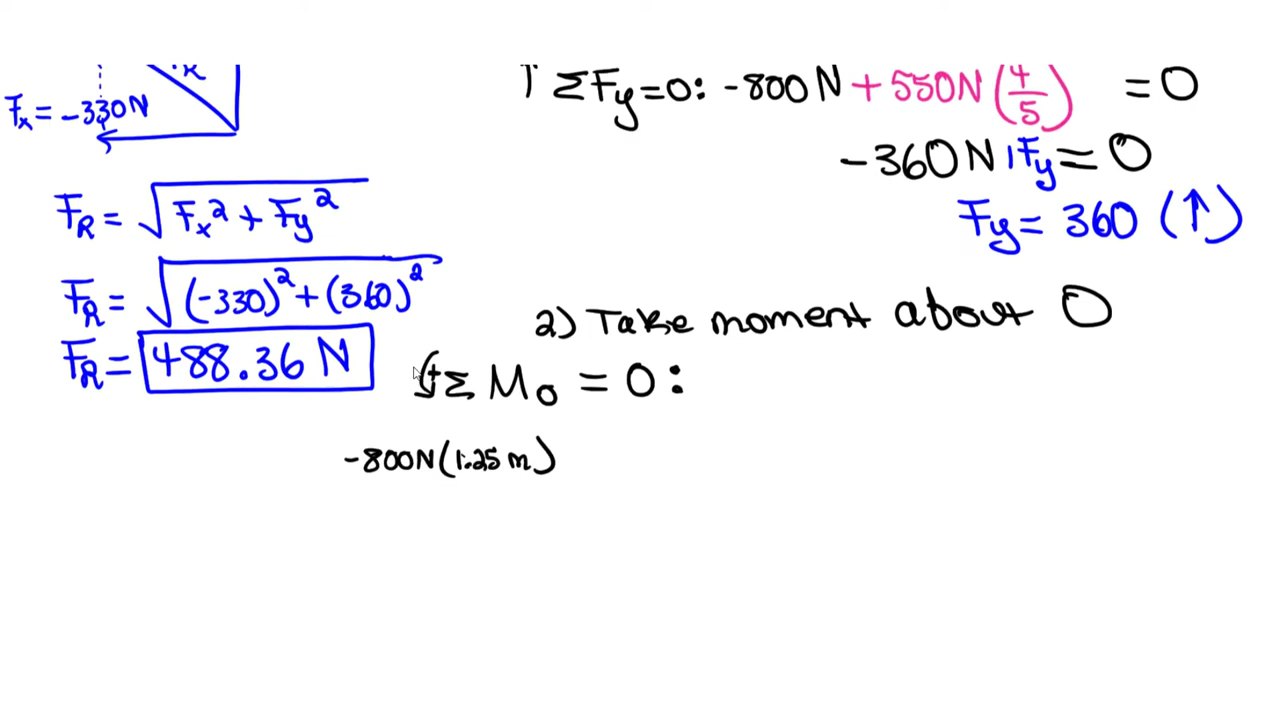 R
Fx = -330N
FR = √Fx² + Fy²
FR = √(-330)² + (360)²
FR = 488.36 N
↑ ΣFy=0: -800N + 550N(4/5) = 0
-360N + Fy = 0
Fy = 360 (↑)
2) Take moment about O
+ΣMo = 0:
-800N(1.25m)